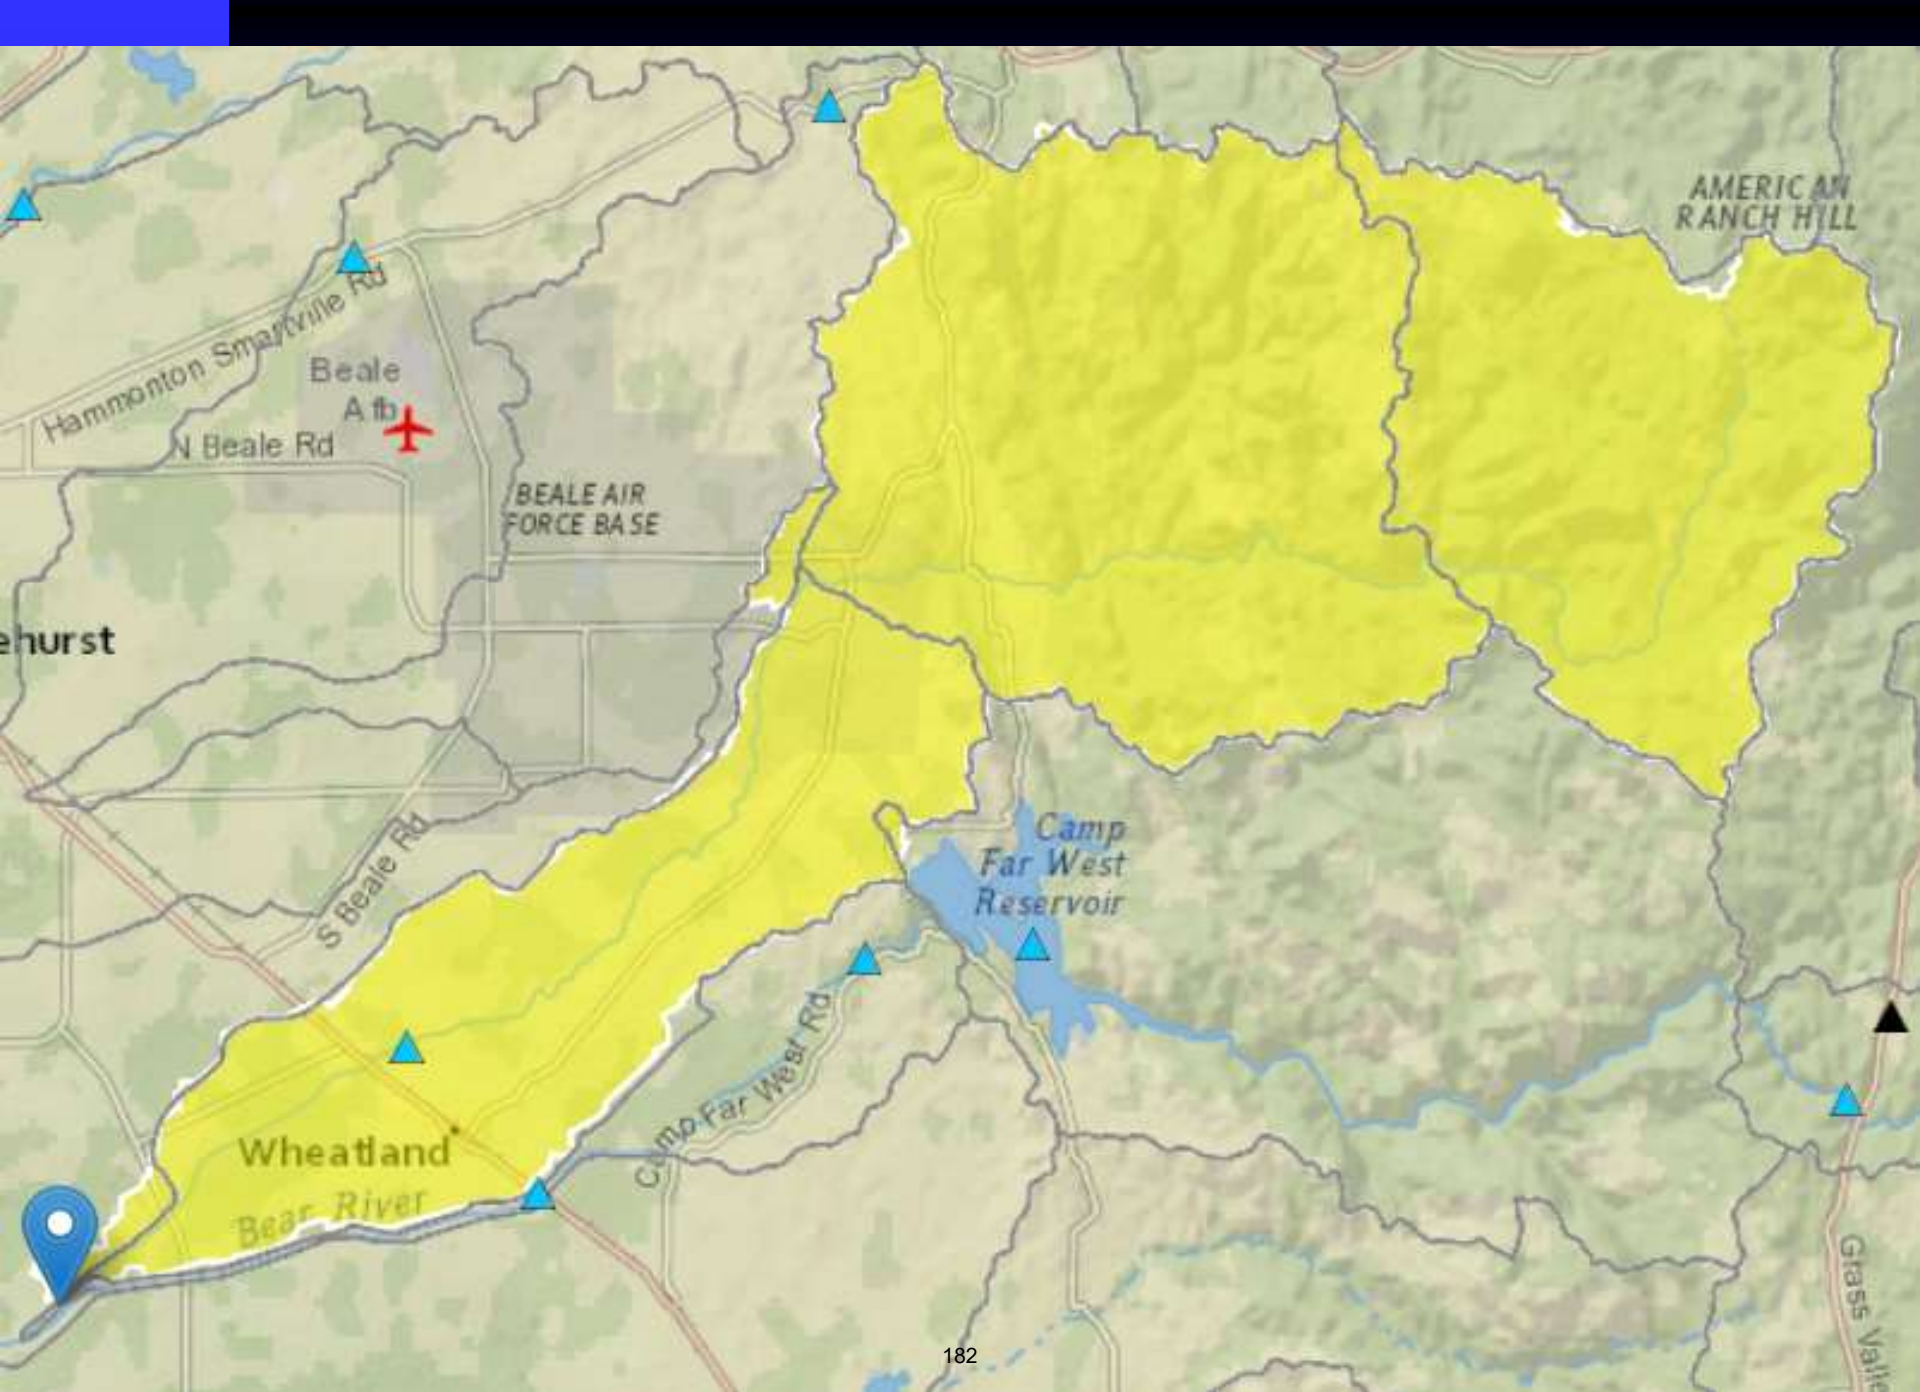 AMERICAN
RANCH HILL
Hammonton Smartville Rd
Beale
Afb
N Beale Rd
BEALE AIR
FORCE BASE
ehurst
Camp
Far West
Reservoir
S Beale Rd
Camp Far West Rd
Wheatland
Bear River
Grass Vall
182